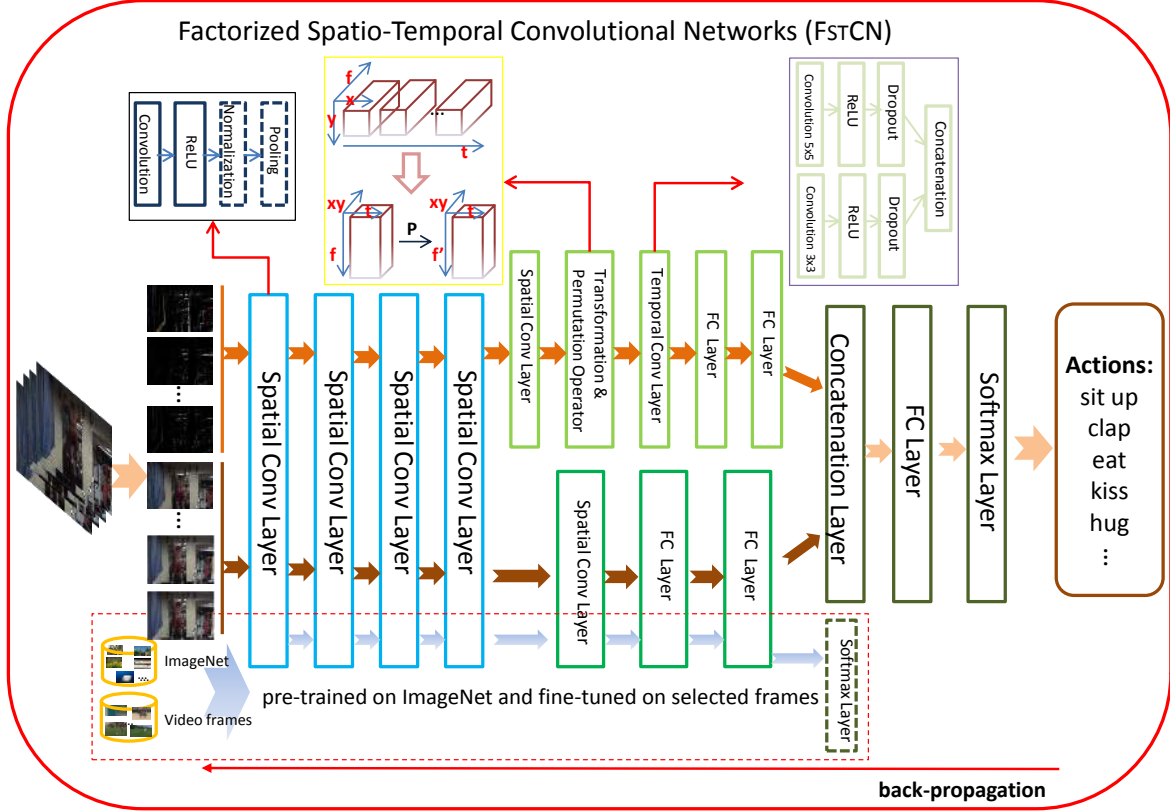 Factorized Spatio-Temporal Convolutional Networks (FSTCN)
Convolution
ReLU
Normalization
Pooling
f
x
y
...
t
xy
t
f
P
xy
t
f'
Convolution 5x5
ReLU
Dropout
Convolution 3x3
ReLU
Dropout
Concatenation
Spatial Conv Layer
Spatial Conv Layer
Spatial Conv Layer
Spatial Conv Layer
Spatial Conv Layer
Transformation &
Permutation Operator
Temporal Conv Layer
FC Layer
FC Layer
Spatial Conv Layer
FC Layer
FC Layer
Concatenation Layer
FC Layer
Softmax Layer
Actions:
sit up
clap
eat
kiss
hug
...
ImageNet
Video frames
pre-trained on ImageNet and fine-tuned on selected frames
Softmax Layer
back-propagation